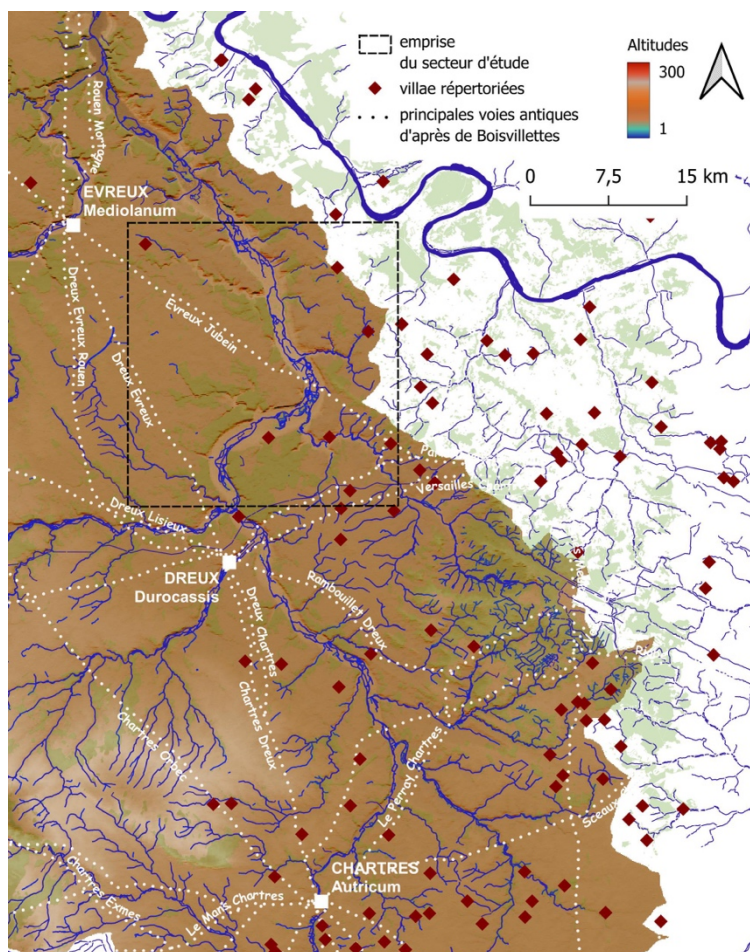 emprise
du secteur d'étude
villae répertoriées
principales voies antiques
d'après de Boisvillettes
Altitudes
300
1
0
7,5
15 km
Rouen Mortagne
EVREUX
Mediolanum
Evreux Jubein
Dreux Evreux Rouen
Dreux Evreux
Versailles Chartres
Dreux Lisieux
DREUX
Durocassis
Rambouillet Dreux
Dreux Chartres
Chartres Dreux
Chartres Orbec
Le Perray Chartres
Sceaux
CHARTRES
Autricum
Le Mans Chartres
Chartres Exmes